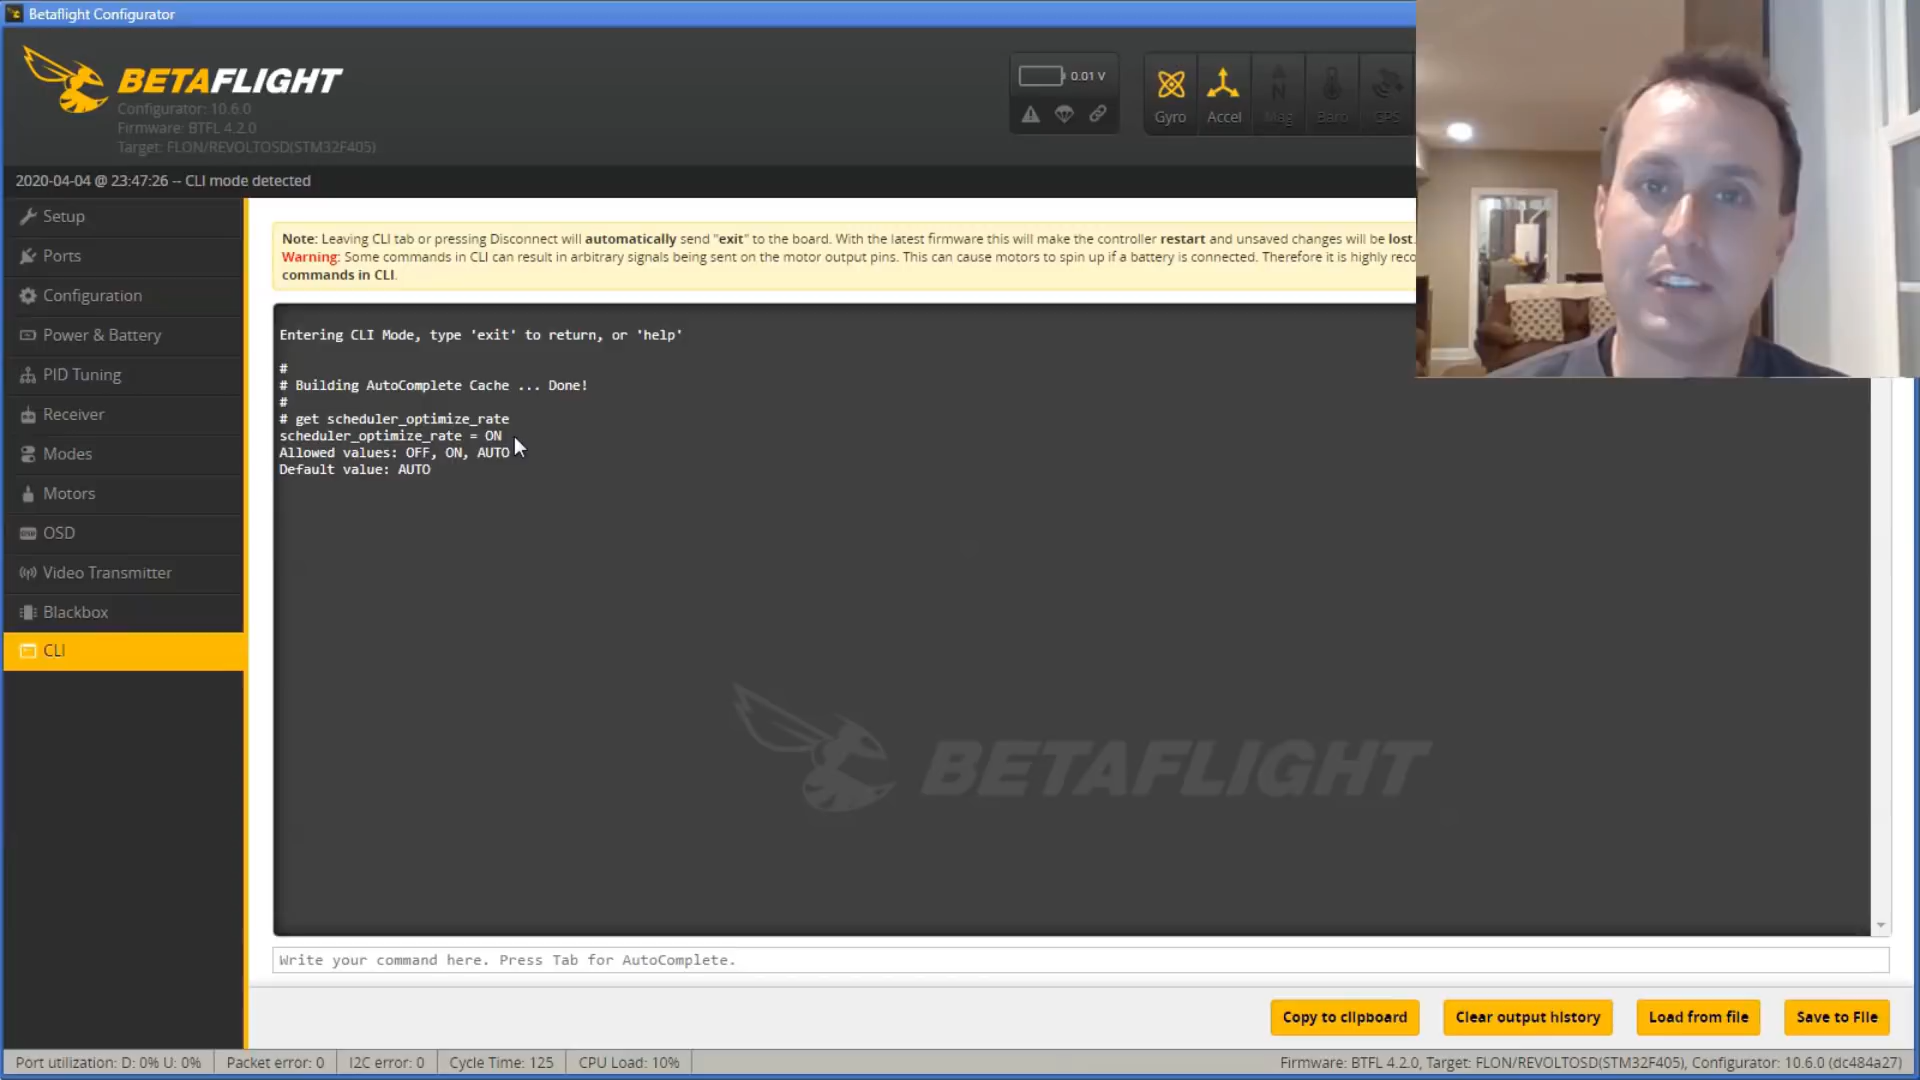 Betaflight Configurator
BETAFLIGHT
Configurator: 10.6.0
Firmware: BTFL 4.2.0
Target: FLON/REVOLTOSD(STM32F405)
0.01 V
Gyro
Accel
Mag
Baro
GPS
2020-04-04 @ 23:47:26 -- CLI mode detected
Setup
Ports
Configuration
Power & Battery
PID Tuning
Receiver
Modes
Motors
OSD
Video Transmitter
Blackbox
CLI
Note: Leaving CLI tab or pressing Disconnect will automatically send "exit" to the board. With the latest firmware this will make the controller restart and unsaved changes will be lost.
Warning: Some commands in CLI can result in arbitrary signals being sent on the motor output pins. This can cause motors to spin up if a battery is connected. Therefore it is highly reco
commands in CLI.
Entering CLI Mode, type 'exit' to return, or 'help'
#
# Building AutoComplete Cache ... Done!
#
# get scheduler_optimize_rate
scheduler_optimize_rate = ON
Allowed values: OFF, ON, AUTO
Default value: AUTO
BETAFLIGHT
Write your command here. Press Tab for AutoComplete.
Copy to clipboard
Clear output history
Load from file
Save to File
Port utilization: D: 0% U: 0%
Packet error: 0
I2C error: 0
Cycle Time: 125
CPU Load: 10%
Firmware: BTFL 4.2.0, Target: FLON/REVOLTOSD(STM32F405), Configurator: 10.6.0 (dc484a27)